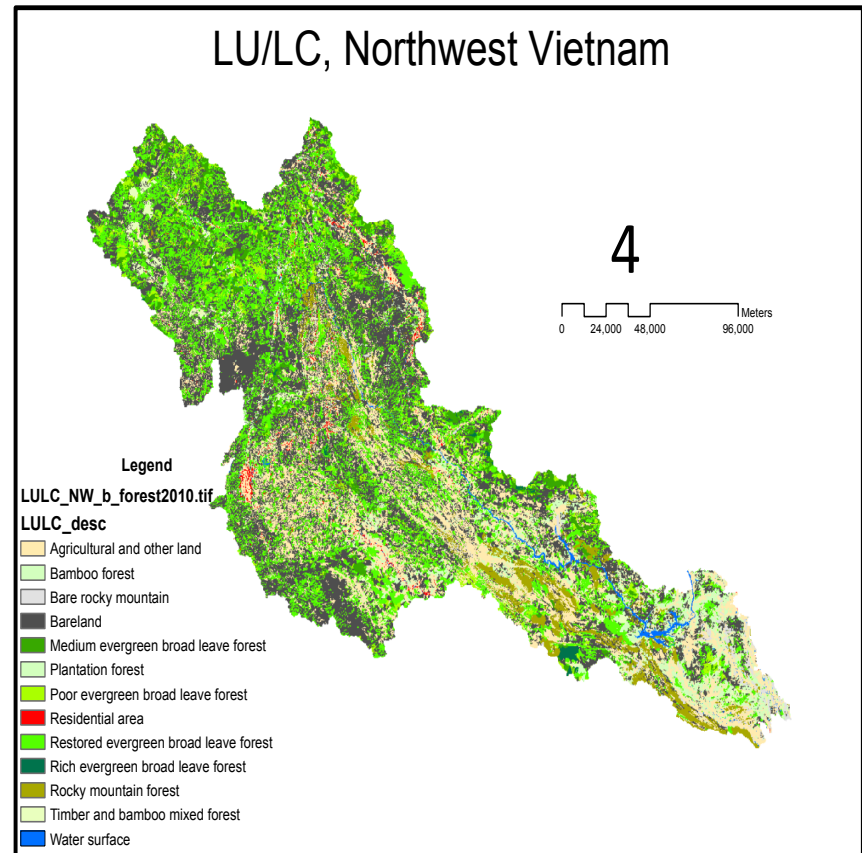 LU/LC, Northwest Vietnam
4
Meters
0 24,000 48,000 96,000
Legend
LULC_NW_b_forest2010.tif
LULC_desc
Agricultural and other land
Bamboo forest
Bare rocky mountain
Bareland
Medium evergreen broad leave forest
Plantation forest
Poor evergreen broad leave forest
Residential area
Restored evergreen broad leave forest
Rich evergreen broad leave forest
Rocky mountain forest
Timber and bamboo mixed forest
Water surface